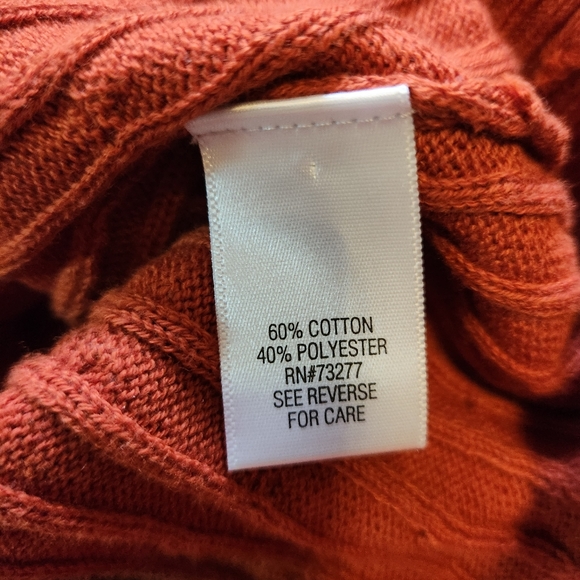 60% COTTON
40% POLYESTER
RN#73277
SEE REVERSE
FOR CARE